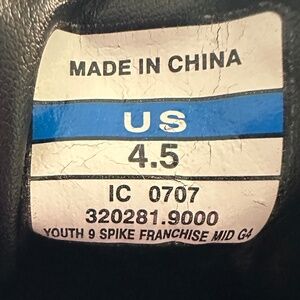 MADE IN CHINA
US
4.5
IC 0707
320281.9000
YOUTH 9 SPIKE FRANCHISE MID G4